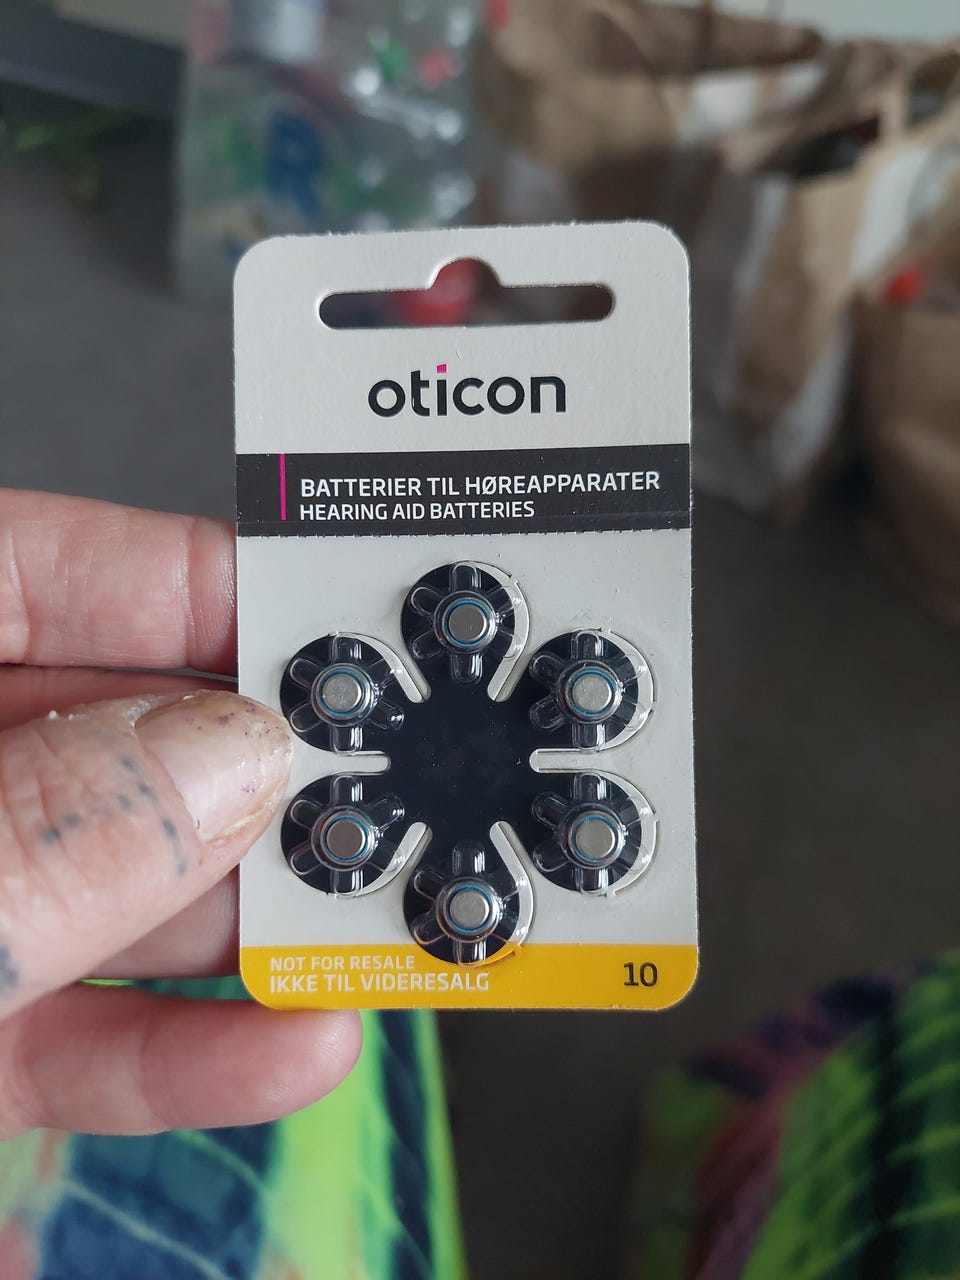 oticon
BATTERIER TIL HØREAPPARATER
HEARING AID BATTERIES
NOT FOR RESALE
IKKE TIL VIDERESALG
10